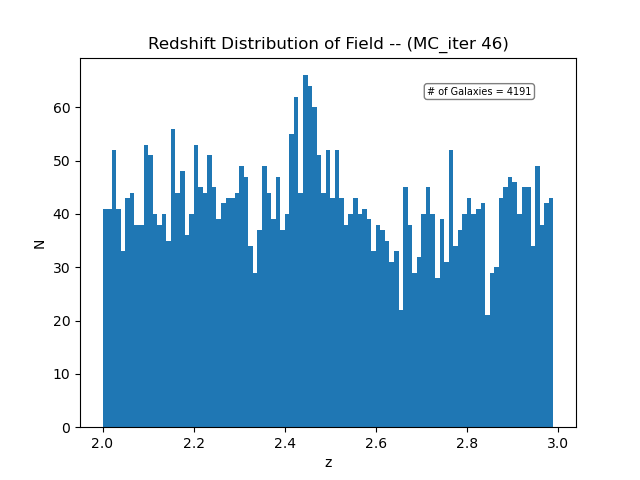 Redshift Distribution of Field -- (MC_iter 46)
# of Galaxies = 4191
N
60
50
40
30
20
10
0
2.0 2.2 2.4 2.6 2.8 3.0
z